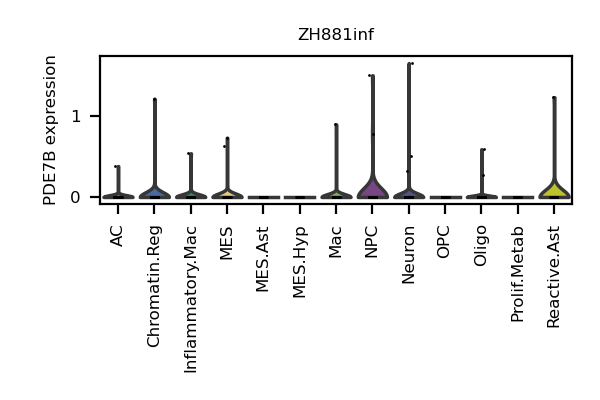 ZH881inf
PDE7B expression
1
0
AC
Chromatin.Reg
Inflammatory.Mac
MES
MES.Ast
MES.Hyp
Mac
NPC
Neuron
OPC
Oligo
Prolif.Metab
Reactive.Ast